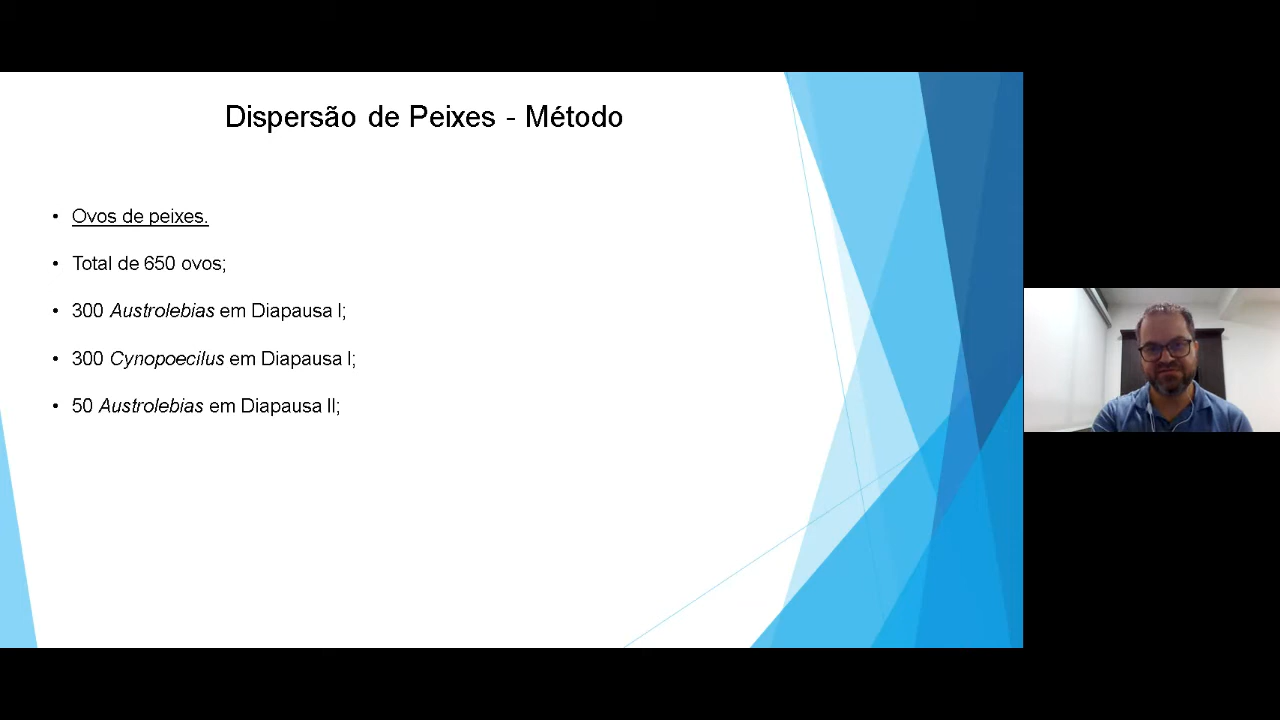 Dispersão de Peixes - Método
• Ovos de peixes.
• Total de 650 ovos;
• 300 Austrolebias em Diapausa I;
• 300 Cynopoecilus em Diapausa I;
• 50 Austrolebias em Diapausa II;